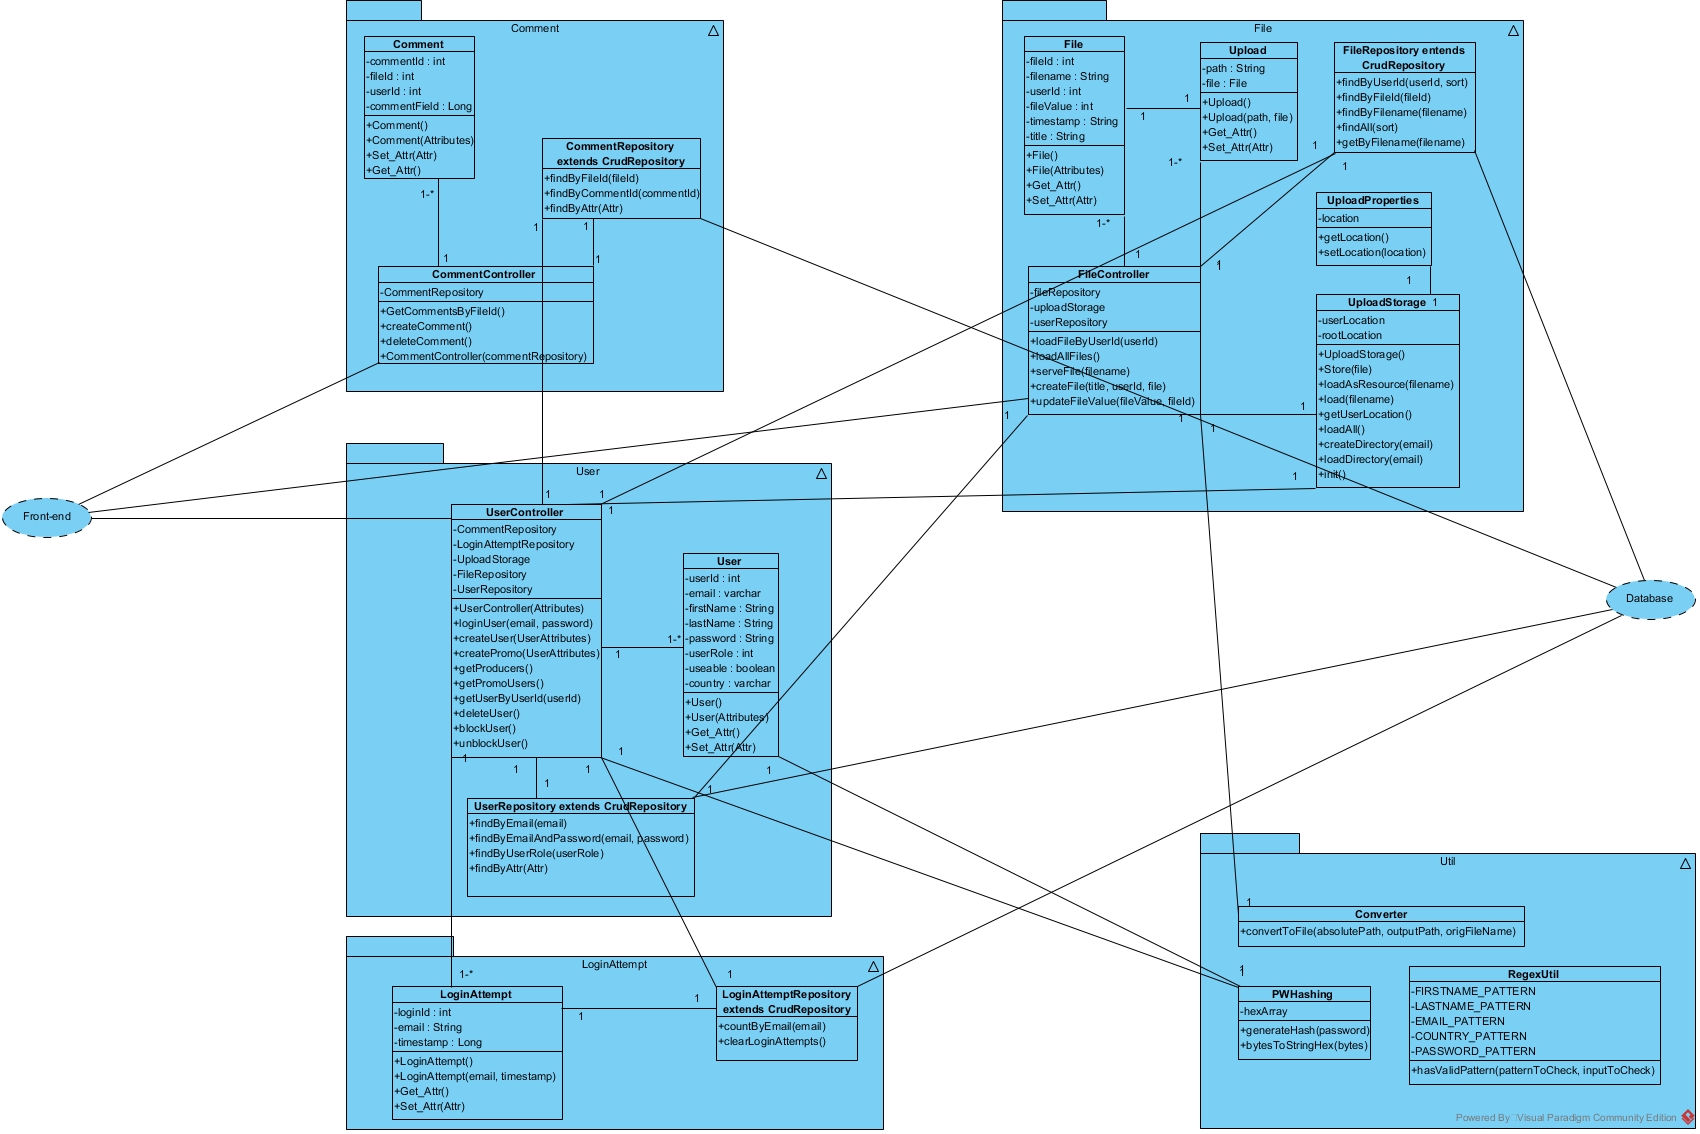 Comment
Comment
-commentId : int
-fileId : int
-userId : int
-commentField : Long
+Comment()
+Comment(Attributes)
+Set_Attr(Attr)
+Get_Attr()
1-*
CommentRepository
extends CrudRepository
+findByFileId(fileId)
+findByCommentId(commentId)
+findByAttr(Attr)
1
1
1
1
CommentController
-CommentRepository
+GetCommentsByFileId()
+createComment()
+deleteComment()
+CommentController(commentRepository)
File
File
-fileId : int
-filename : String
-userId : int
-fileValue : int
-timestamp : String
-title : String
+File()
+File(Attributes)
+Get_Attr()
+Set_Attr(Attr)
1-*
1
1
1
Upload
-path : String
-file : File
+Upload()
+Upload(path, file)
+Get_Attr()
+Set_Attr(Attr)
1-*
FileRepository extends
CrudRepository
+findByUserId(userId, sort)
+findByFileId(fileId)
+findByFilename(filename)
+findAll(sort)
+getByFilename(filename)
1
1
UploadProperties
-location
+getLocation()
+setLocation(location)
1
1
FileController
-fileRepository
-uploadStorage
-userRepository
+loadFileByUserId(userId)
+loadAllFiles()
+serveFile(filename)
+createFile(title, userId, file)
+updateFileValue(fileValue, fileId)
1
1
1
1
1
UploadStorage
1
-userLocation
-rootLocation
+UploadStorage()
+Store(file)
+loadAsResource(filename)
+load(filename)
+getUserLocation()
+loadAll()
+createDirectory(email)
+loadDirectory(email)
+init()
1
Front-end
User
1
1
1
UserController
-CommentRepository
-LoginAttemptRepository
-UploadStorage
-FileRepository
-UserRepository
+UserController(Attributes)
+loginUser(email, password)
+createUser(UserAttributes)
+createPromo(UserAttributes)
+getProducers()
+getPromoUsers()
+getUserByUserId(userId)
+deleteUser()
+blockUser()
+unblockUser()
1
1-*
User
-userId : int
-email : varchar
-firstName : String
-lastName : String
-password : String
-userRole : int
-useable : boolean
-country : varchar
+User()
+User(Attributes)
+Get_Attr()
+Set_Attr(Attr)
1
1
1
1
1
1
1
UserRepository extends CrudRepository
+findByEmail(email)
+findByEmailAndPassword(email, password)
+findByUserRole(userRole)
+findByAttr(Attr)
Database
LoginAttempt
1-*
LoginAttempt
-loginId : int
-email : String
-timestamp : Long
+LoginAttempt()
+LoginAttempt(email, timestamp)
+Get_Attr()
+Set_Attr(Attr)
1
1
1
LoginAttemptRepository
extends CrudRepository
+countByEmail(email)
+clearLoginAttempts()
Util
1
Converter
+convertToFile(absolutePath, outputPath, origFileName)
1
1
PWHashing
-hexArray
+generateHash(password)
+bytesToStringHex(bytes)
RegexUtil
-FIRSTNAME_PATTERN
-LASTNAME_PATTERN
-EMAIL_PATTERN
-COUNTRY_PATTERN
-PASSWORD_PATTERN
+hasValidPattern(patternToCheck, inputToCheck)
Powered By Visual Paradigm Community Edition